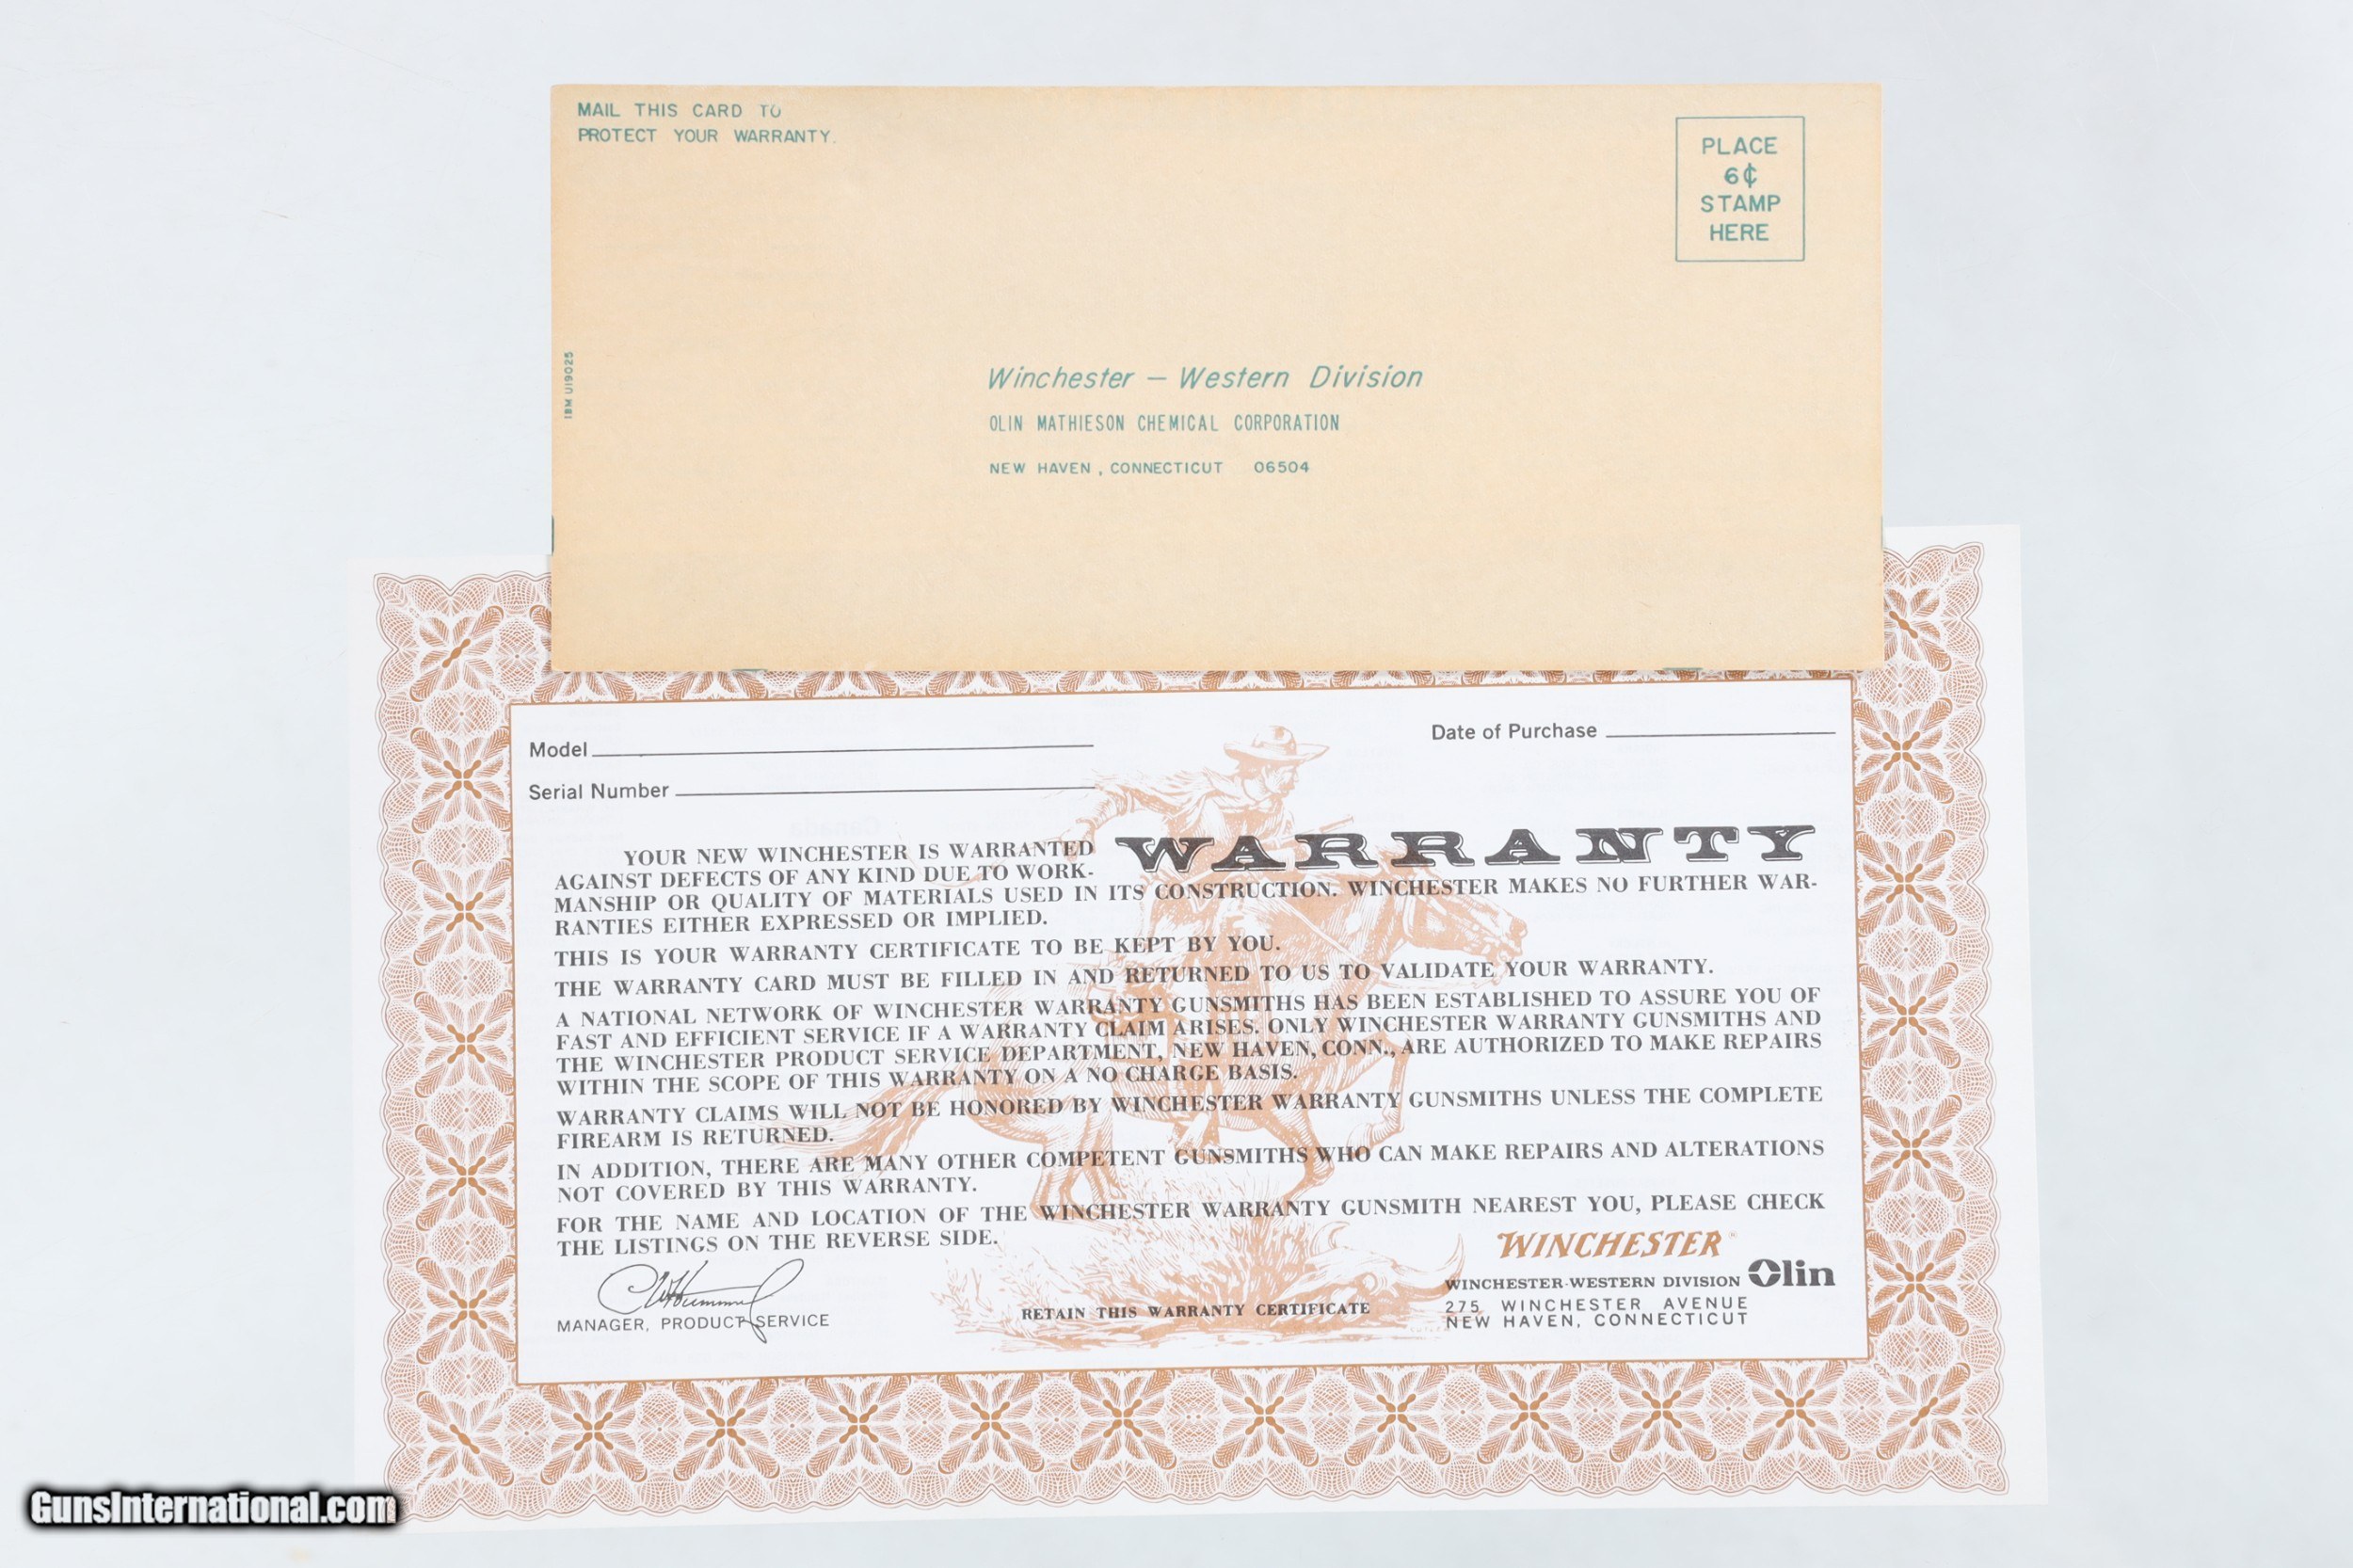 MAIL THIS CARD TO
PROTECT YOUR WARRANTY.
PLACE
6¢
STAMP
HERE
IBM U19025
Winchester – Western Division
OLIN MATHIESON CHEMICAL CORPORATION
NEW HAVEN, CONNECTICUT 06504
Model
Date of Purchase
Serial Number
WARRANTY
YOUR NEW WINCHESTER IS WARRANTED
AGAINST DEFECTS OF ANY KIND DUE TO WORK-
MANSHIP OR QUALITY OF MATERIALS USED IN ITS CONSTRUCTION. WINCHESTER MAKES NO FURTHER WAR-
RANTIES EITHER EXPRESSED OR IMPLIED.
THIS IS YOUR WARRANTY CERTIFICATE TO BE KEPT BY YOU.
THE WARRANTY CARD MUST BE FILLED IN AND RETURNED TO US TO VALIDATE YOUR WARRANTY.
A NATIONAL NETWORK OF WINCHESTER WARRANTY GUNSMITHS HAS BEEN ESTABLISHED TO ASSURE YOU OF
FAST AND EFFICIENT SERVICE IF A WARRANTY CLAIM ARISES. ONLY WINCHESTER WARRANTY GUNSMITHS AND
THE WINCHESTER PRODUCT SERVICE DEPARTMENT, NEW HAVEN, CONN., ARE AUTHORIZED TO MAKE REPAIRS
WITHIN THE SCOPE OF THIS WARRANTY ON A NO CHARGE BASIS.
WARRANTY CLAIMS WILL NOT BE HONORED BY WINCHESTER WARRANTY GUNSMITHS UNLESS THE COMPLETE
FIREARM IS RETURNED.
IN ADDITION, THERE ARE MANY OTHER COMPETENT GUNSMITHS WHO CAN MAKE REPAIRS AND ALTERATIONS
NOT COVERED BY THIS WARRANTY.
FOR THE NAME AND LOCATION OF THE WINCHESTER WARRANTY GUNSMITH NEAREST YOU, PLEASE CHECK
THE LISTINGS ON THE REVERSE SIDE.
MANAGER, PRODUCT SERVICE
RETAIN THIS WARRANTY CERTIFICATE
WINCHESTER®
WINCHESTER-WESTERN DIVISION Olin
275 WINCHESTER AVENUE
NEW HAVEN, CONNECTICUT
GunsInternational.com